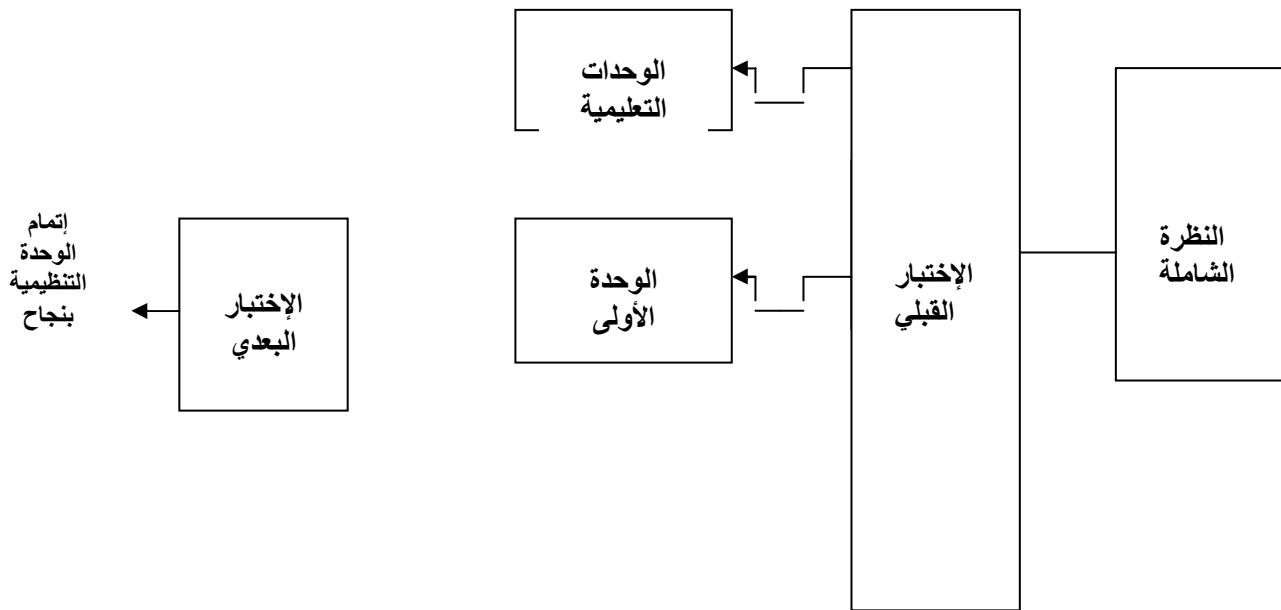 النظرة
الشاملة
الإختبار
القبلي
الوحدات
التعليمية
الوحدة
الأولى
الإختبار
البعدي
إتمام
الوحدة
التنظيمية
بنجاح